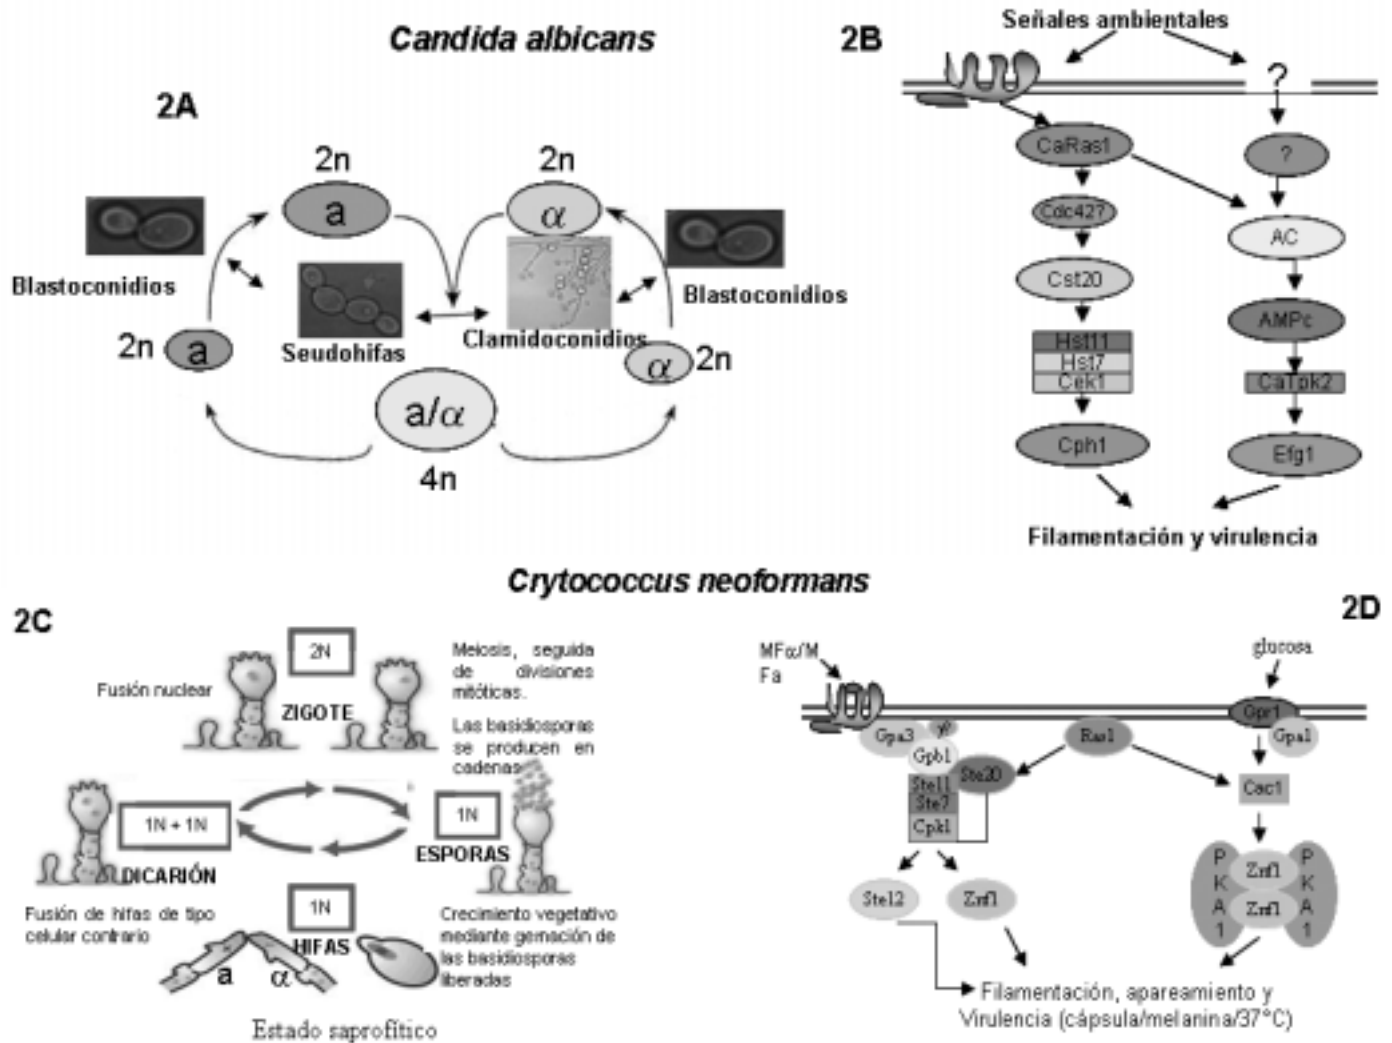 Candida albicans
2A
2n
2n
a
α
Blastoconidios
Blastoconidios
2n
a
Seudohifas
Clamidoconidios
α
2n
a/α
4n
2B
Señales ambientales
?
CaRas1
?
Cdc42?
AC
Cst20
AMPc
Hst11
Hst7
Cek1
CaTpk2
Cph1
Efg1
Filamentación y virulencia
Crytococcus neoformans
2C
2N
Fusión nuclear
ZIGOTE
Meiosis, seguida
de divisiones
mitóticas.
Las basidiosporas
se producen en
cadenas
1N + 1N
DICARIÓN
1N
ESPORAS
Fusión de hifas de tipo
celular contrario
1N
HIFAS
a
α
Crecimiento vegetativo
mediante gemación de
las basidiosporas
liberadas
Estado saprofítico
2D
MFα/M
Fa
glucosa
Gpa3
γ?
Gpb1
Ras1
Gpr1
Gpa1
Ste20
Ste11
Ste7
Cpk1
Cac1
Ste12
Znf1
PKA1
Znf1
Znf1
PKA1
Filamentación, apareamiento y
Virulencia (cápsula/melanina/37°C)